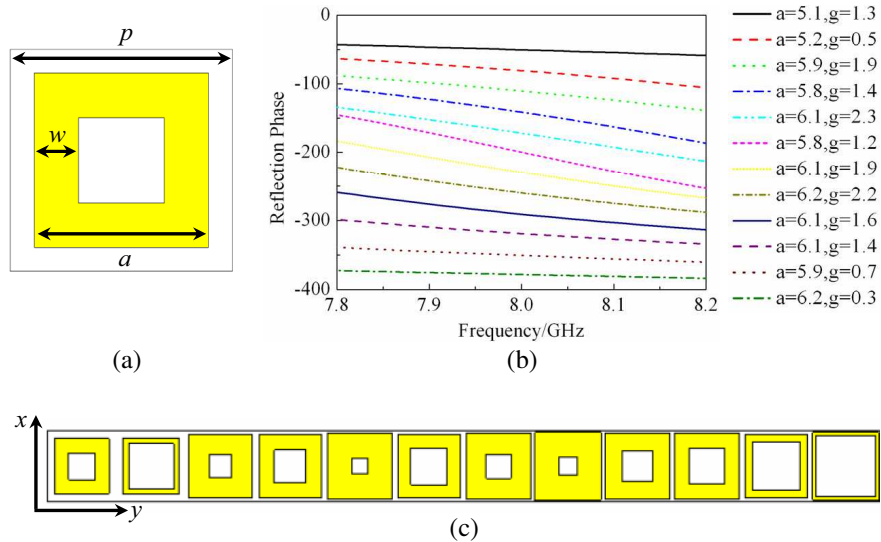 p
w
a
(a)
0
-100
-200
-300
-400
Reflection Phase
7.8
7.9
8.0
8.1
8.2
Frequency/GHz
a=5.1,g=1.3
a=5.2,g=0.5
a=5.9,g=1.9
a=5.8,g=1.4
a=6.1,g=2.3
a=5.8,g=1.2
a=6.1,g=1.9
a=6.2,g=2.2
a=6.1,g=1.6
a=6.1,g=1.4
a=5.9,g=0.7
a=6.2,g=0.3
(b)
x
y
(c)